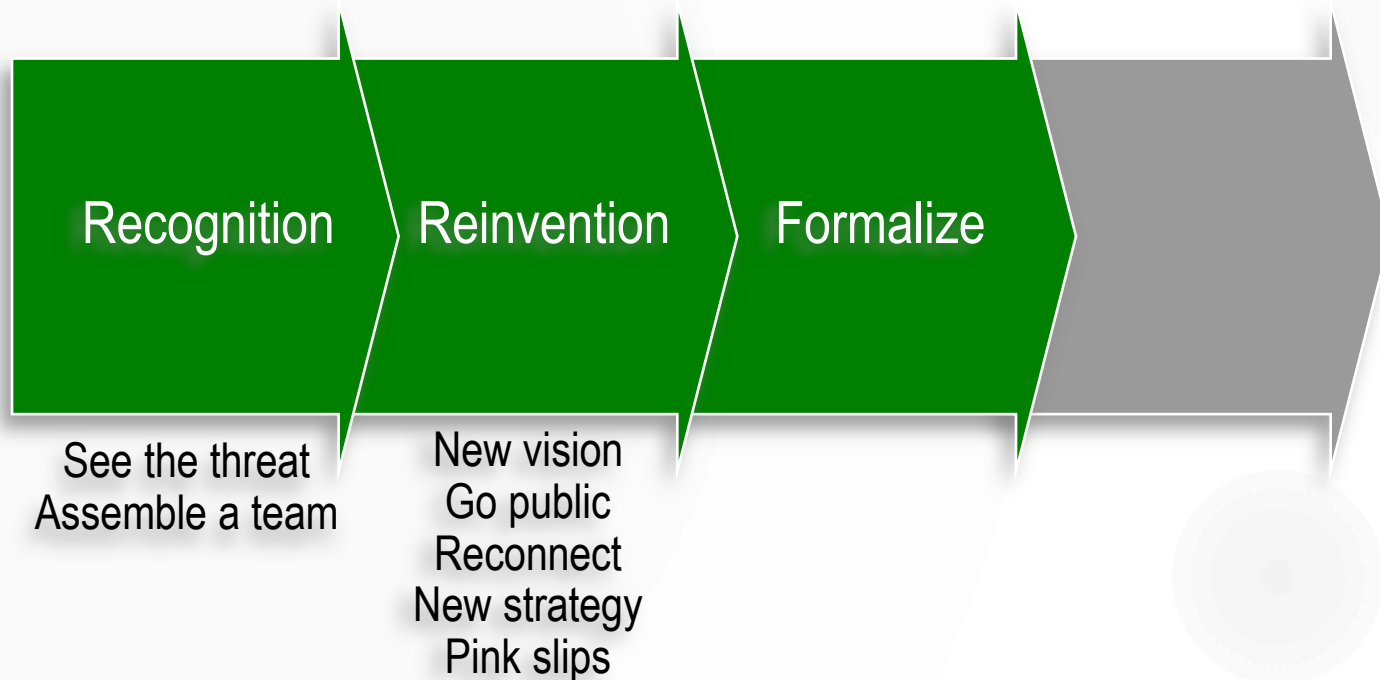 Recognition
Reinvention
Formalize
See the threat
Assemble a team
New vision
Go public
Reconnect
New strategy
Pink slips